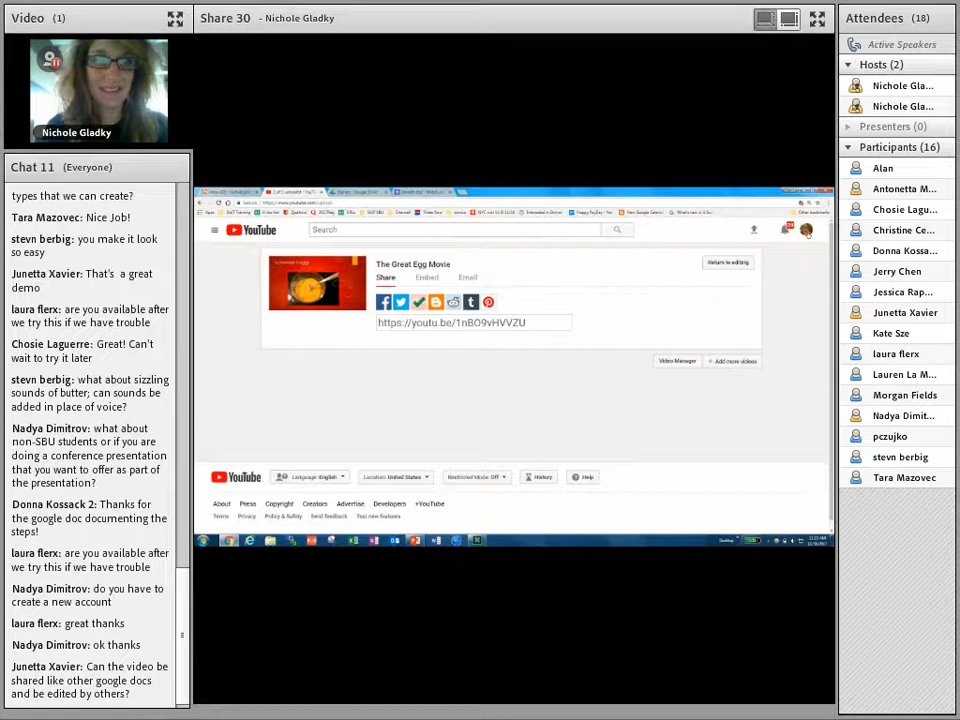 Video (1)
Nichole Gladky
Chat 11 (Everyone)
types that we can create?
Tara Mazovec: Nice Job!
stevn berbig: you make it look
so easy
Junetta Xavier: That's a great
demo
laura flerx: are you available after
we try this if we have trouble
Chosie Laguerre: Great! Can't
wait to try it later
stevn berbig: what about sizzling
sounds of butter; can sounds be
added in place of voice?
Nadya Dimitrov: what about
non-SBU students or if you are
doing a conference presentation
that you want to offer as part of
the presentation?
Donna Kossack 2: Thanks for
the google doc documenting the
steps!
laura flerx: are you available after
we try this if we have trouble
Nadya Dimitrov: do you have to
create a new account
laura flerx: great thanks
Nadya Dimitrov: ok thanks
Junetta Xavier: Can the video be
shared like other google docs
and be edited by others?
Share 30 - Nichole Gladky
YouTube
Search
The Great Egg Movie
Return to editing
Share Embed Email
https://youtu.be/1nBO9vHVVZU
Video Manager + Add more videos
YouTube
Language: English
Location: United States
Restricted Mode: Off
History
Help
About Press Copyright Creators Advertise Developers +YouTube
Terms Privacy Policy & Safety Send feedback Test new features
Attendees (18)
Active Speakers
Hosts (2)
Nichole Gla...
Nichole Gla...
Presenters (0)
Participants (16)
Alan
Antonetta M...
Chosie Lagu...
Christine Ce...
Donna Kossa...
Jerry Chen
Jessica Rap...
Junetta Xavier
Kate Sze
laura flerx
Lauren La M...
Morgan Fields
Nadya Dimit...
pczujko
stevn berbig
Tara Mazovec